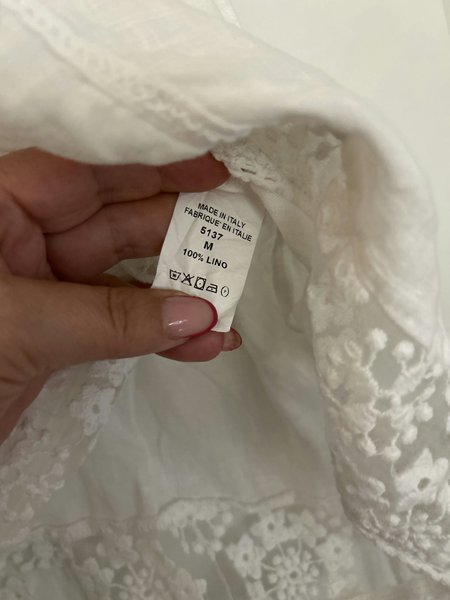 MADE IN ITALY
FABRIQUE' EN ITALIE
5137
M
100% LINO